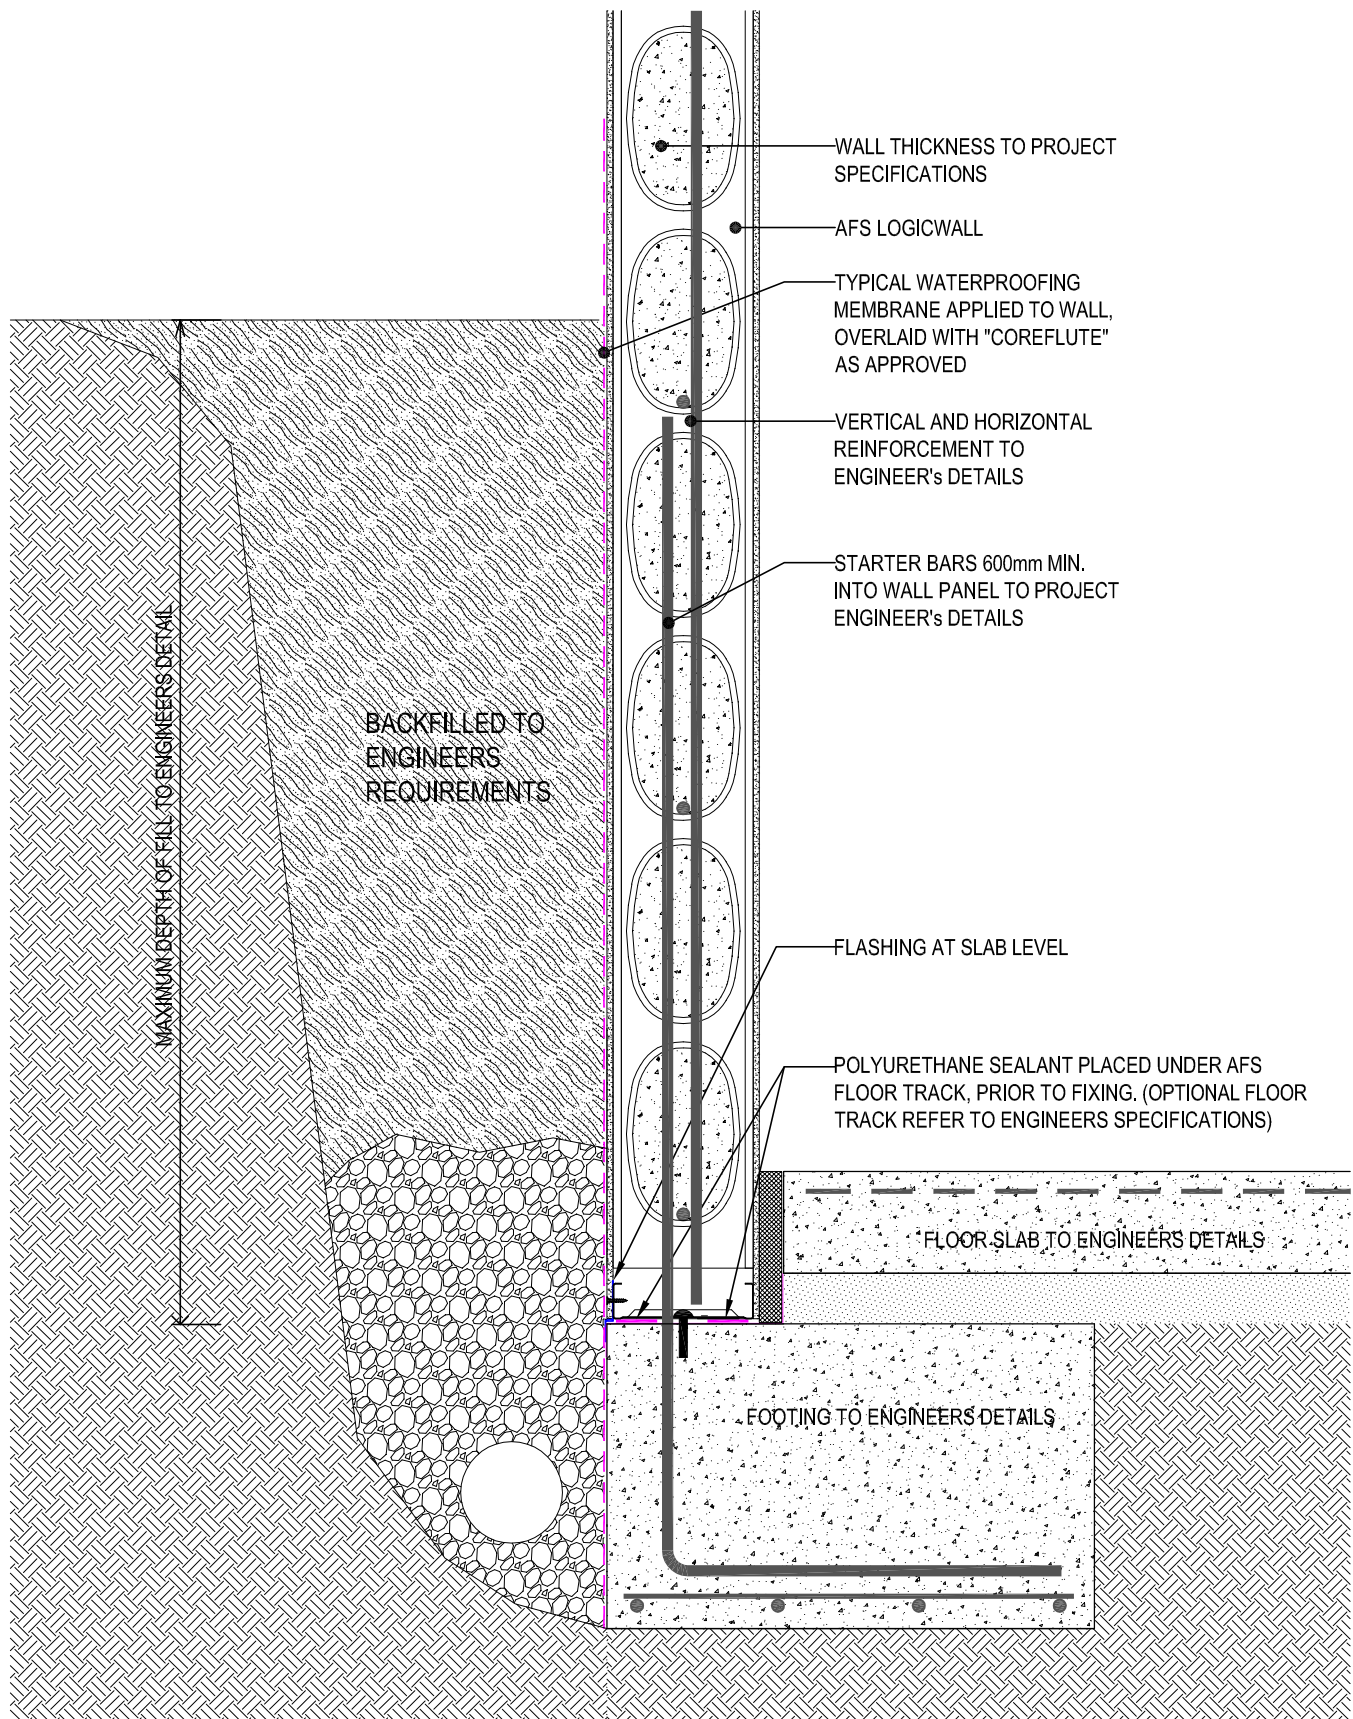 WALL THICKNESS TO PROJECT
SPECIFICATIONS
AFS LOGICWALL
TYPICAL WATERPROOFING
MEMBRANE APPLIED TO WALL,
OVERLAID WITH "COREFLUTE"
AS APPROVED
VERTICAL AND HORIZONTAL
REINFORCEMENT TO
ENGINEER's DETAILS
STARTER BARS 600mm MIN.
INTO WALL PANEL TO PROJECT
ENGINEER's DETAILS
MAXIMUM DEPTH OF FILL TO ENGINEERS DETAIL
BACKFILLED TO
ENGINEERS
REQUIREMENTS
FLASHING AT SLAB LEVEL
POLYURETHANE SEALANT PLACED UNDER AFS
FLOOR TRACK, PRIOR TO FIXING. (OPTIONAL FLOOR
TRACK REFER TO ENGINEERS SPECIFICATIONS)
FLOOR SLAB TO ENGINEERS DETAILS
FOOTING TO ENGINEERS DETAILS